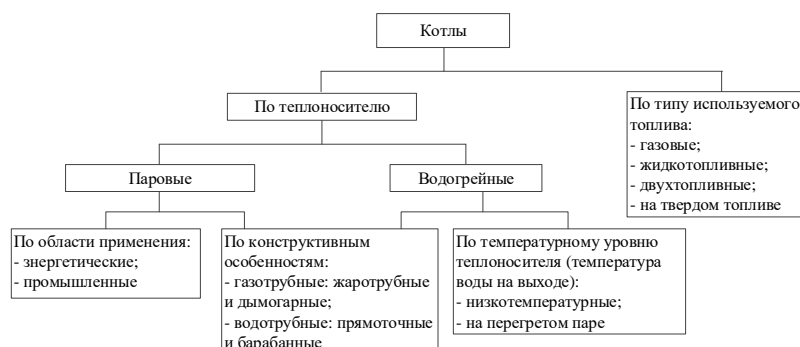 Котлы
По теплоносителю
По типу используемого
топлива:
- газовые;
- жидкотопливные;
- двухтопливные;
- на твердом топливе
Паровые
Водогрейные
По области применения:
- знергетические;
- промышленные
По конструктивным
особенностям:
- газотрубные: жаротрубные
и дымогарные;
- водотрубные: прямоточные
и барабанные
По температурному уровню
теплоносителя (температура
воды на выходе):
- низкотемпературные;
- на перегретом паре